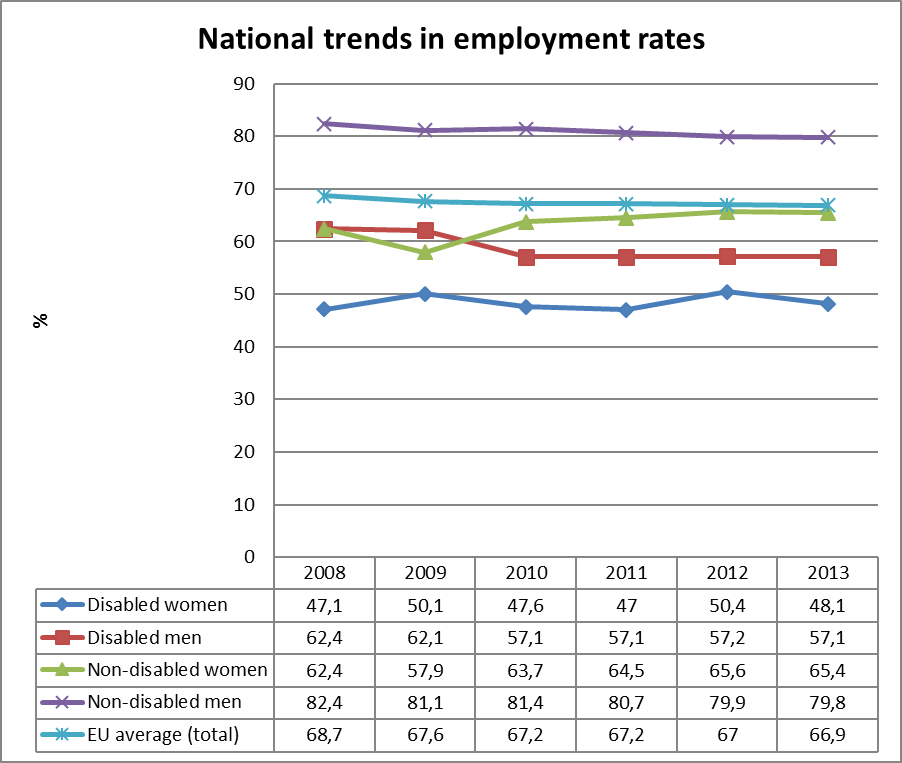 National trends in employment rates
90
80
70
60
50
40
30
20
10
0
%
2008 2009 2010 2011 2012 2013
Disabled women 47,1 50,1 47,6 47 50,4 48,1
Disabled men 62,4 62,1 57,1 57,1 57,2 57,1
Non-disabled women 62,4 57,9 63,7 64,5 65,6 65,4
Non-disabled men 82,4 81,1 81,4 80,7 79,9 79,8
EU average (total) 68,7 67,6 67,2 67,2 67 66,9